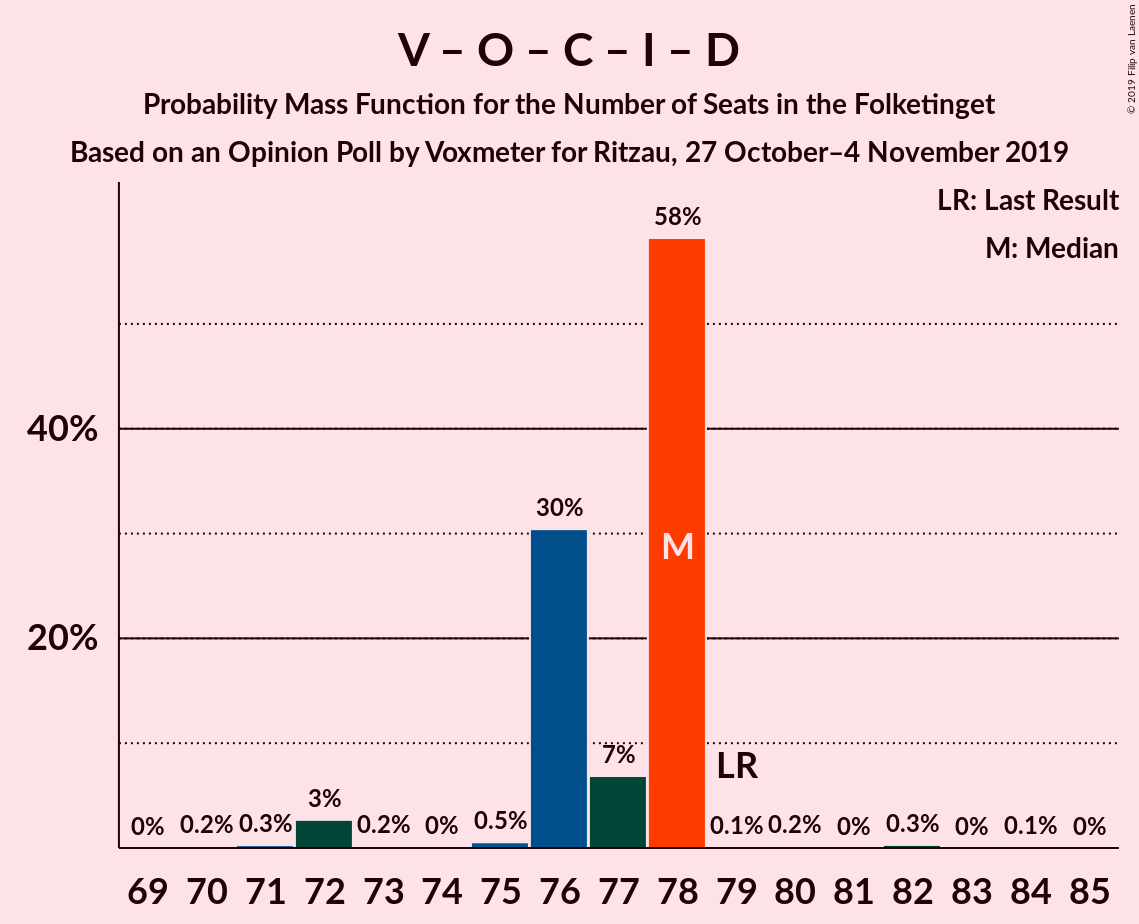 V – O – C – I – D
Probability Mass Function for the Number of Seats in the Folketinget
Based on an Opinion Poll by Voxmeter for Ritzau, 27 October–4 November 2019
© 2019 Filip van Laenen
LR: Last Result
M: Median
58%
40%
30%
M
20%
7%
LR
3%
0% 0.2% 0.3% 0.2% 0% 0.5% 0.1% 0.2% 0% 0.3% 0% 0.1% 0%
69 70 71 72 73 74 75 76 77 78 79 80 81 82 83 84 85